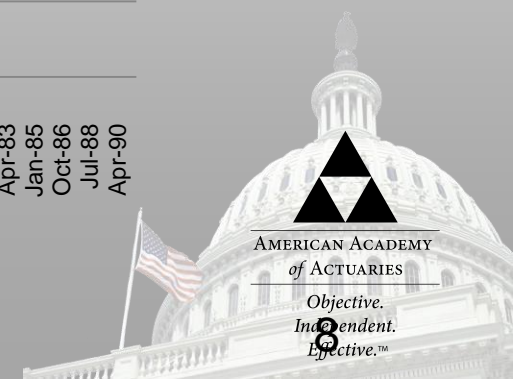 Apr-83
Jan-85
Oct-86
Jul-88
Apr-90
AMERICAN ACADEMY
of ACTUARIES
Objective.
Independent.
8
Effective.™